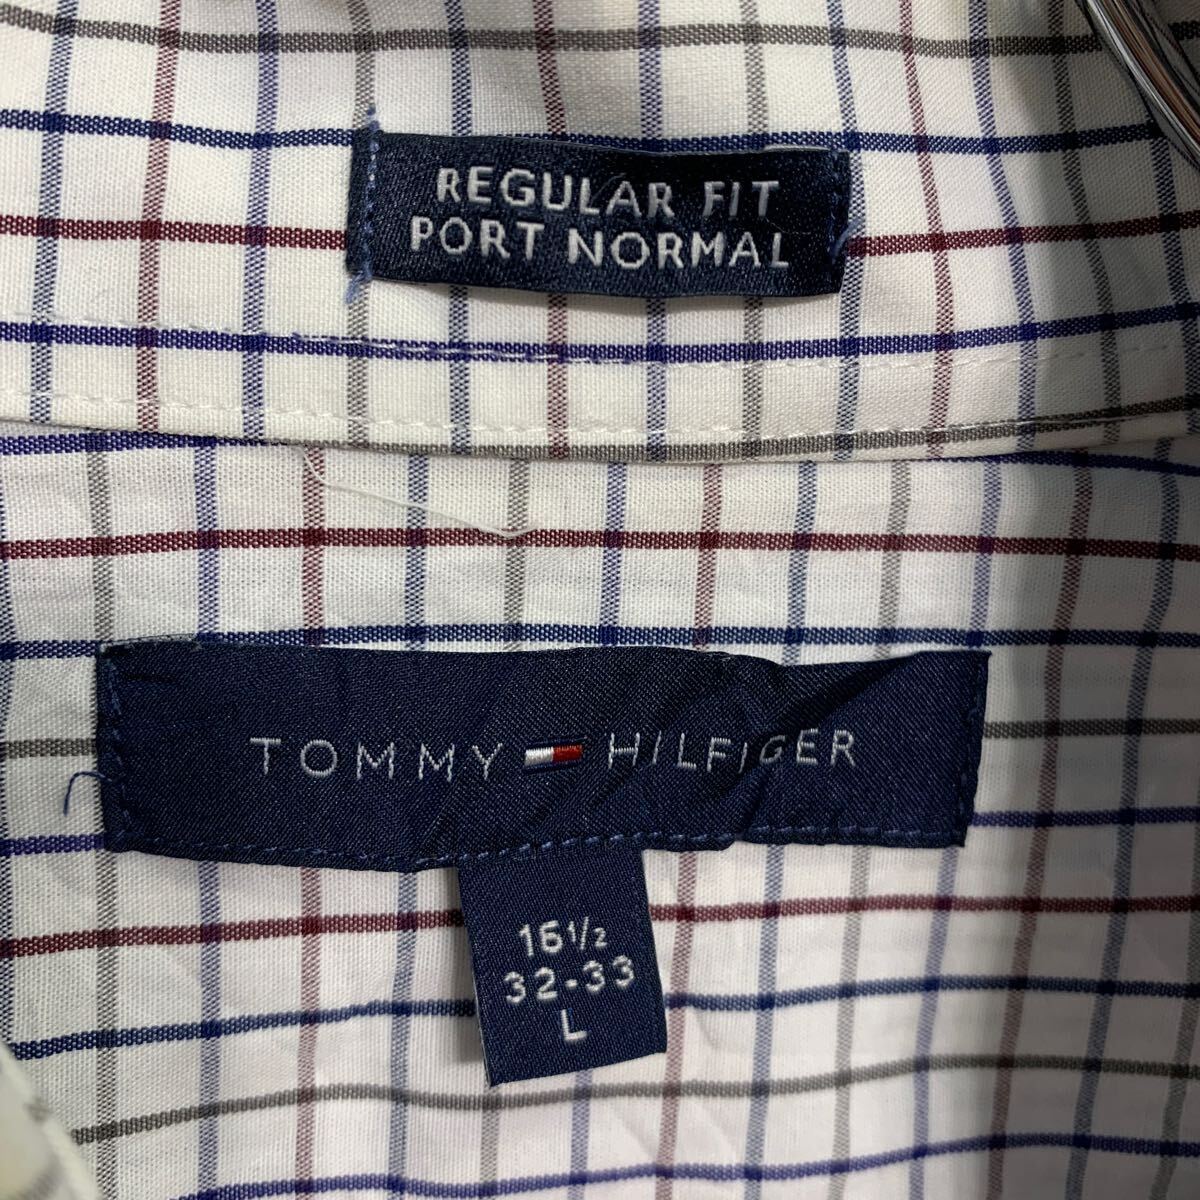 REGULAR FIT
PORT NORMAL
TOMMY HILFIGER
16 1/2
32-33
L